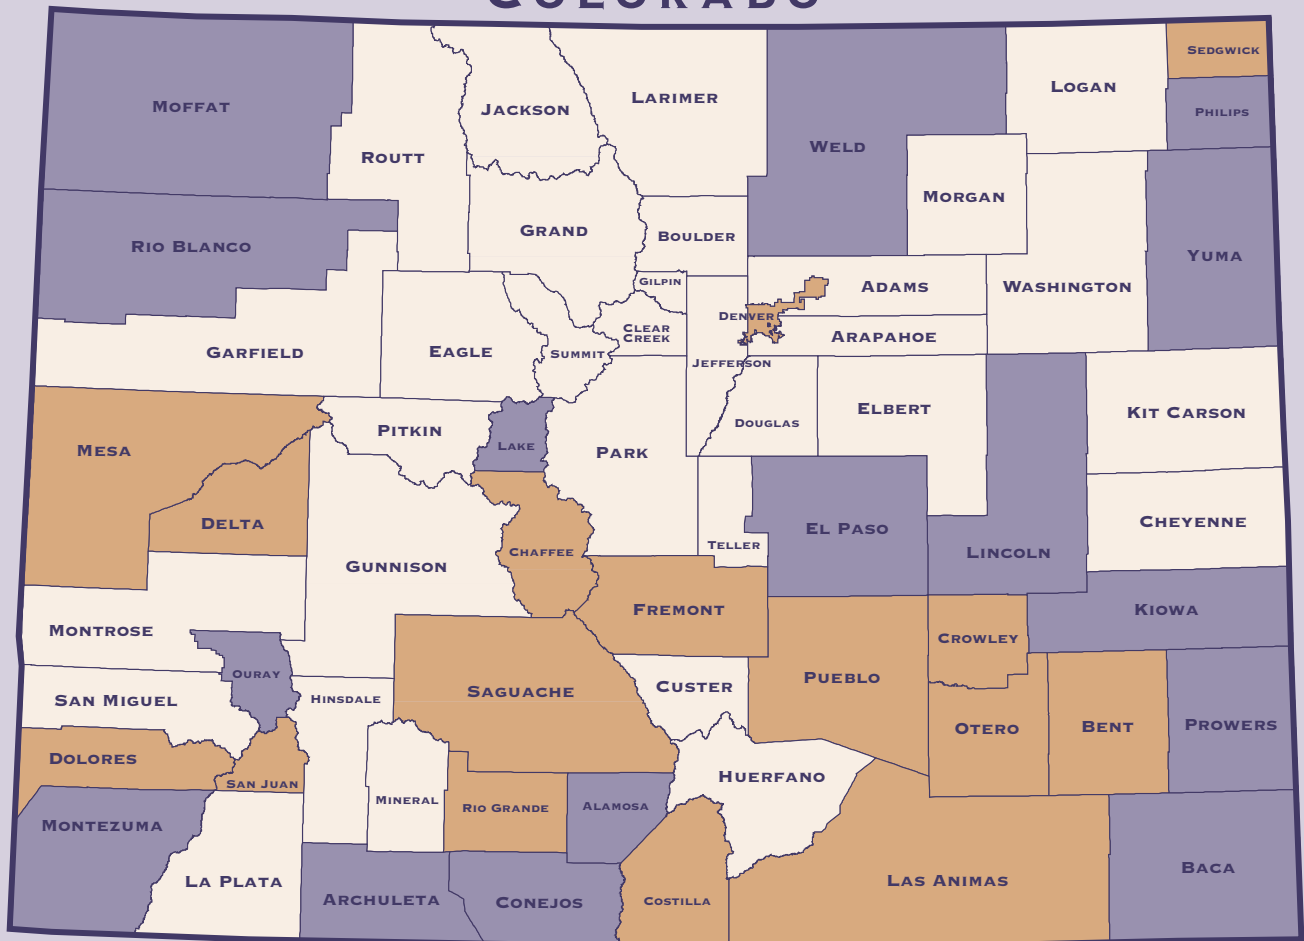 COLORADO
SEDGWICK
MOFFAT
JACKSON
LARIMER
LOGAN
PHILIPS
ROUTT
WELD
MORGAN
GRAND
BOULDER
RIO BLANCO
YUMA
GILPIN
ADAMS
WASHINGTON
DENVER
CLEAR
CREEK
ARAPAHOE
GARFIELD
EAGLE
SUMMIT
JEFFERSON
ELBERT
KIT CARSON
DOUGLAS
PITKIN
LAKE
MESA
PARK
DELTA
EL PASO
CHEYENNE
TELLER
CHAFFEE
LINCOLN
GUNNISON
FREMONT
KIOWA
MONTROSE
CROWLEY
OURAY
PUEBLO
CUSTER
SAGUACHE
SAN MIGUEL
HINSDALE
OTERO
BENT
PROWERS
DOLORES
HUERFANO
SAN JUAN
MINERAL
RIO GRANDE
ALAMOSA
MONTEZUMA
LA PLATA
LAS ANIMAS
BACA
ARCHULETA
CONEJOS
COSTILLA